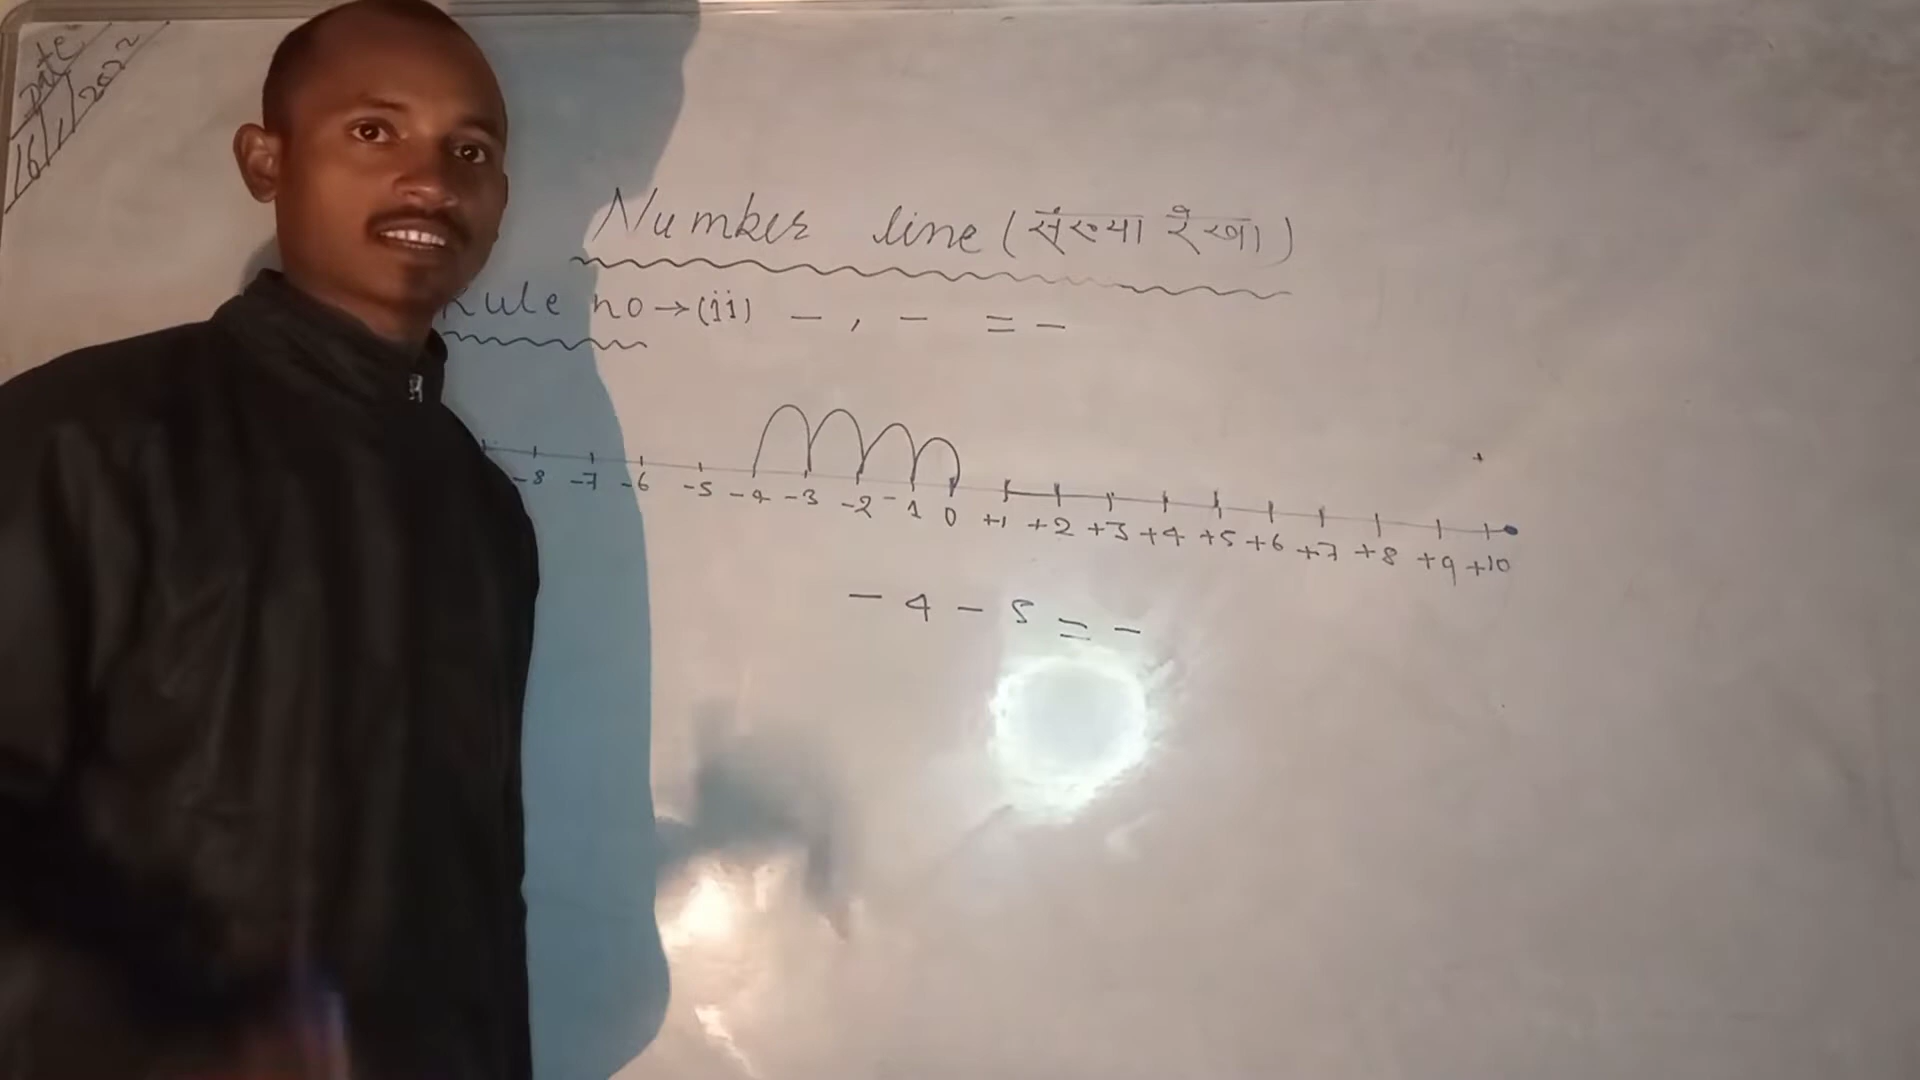 Date
16/1/2022
Number line (संख्या रेखा)
Rule no→(ii) - , - = -
-8 -7 -6 -5 -4 -3 -2 -1 0 +1 +2 +3 +4 +5 +6 +7 +8 +9 +10
- 4 - 5 = -